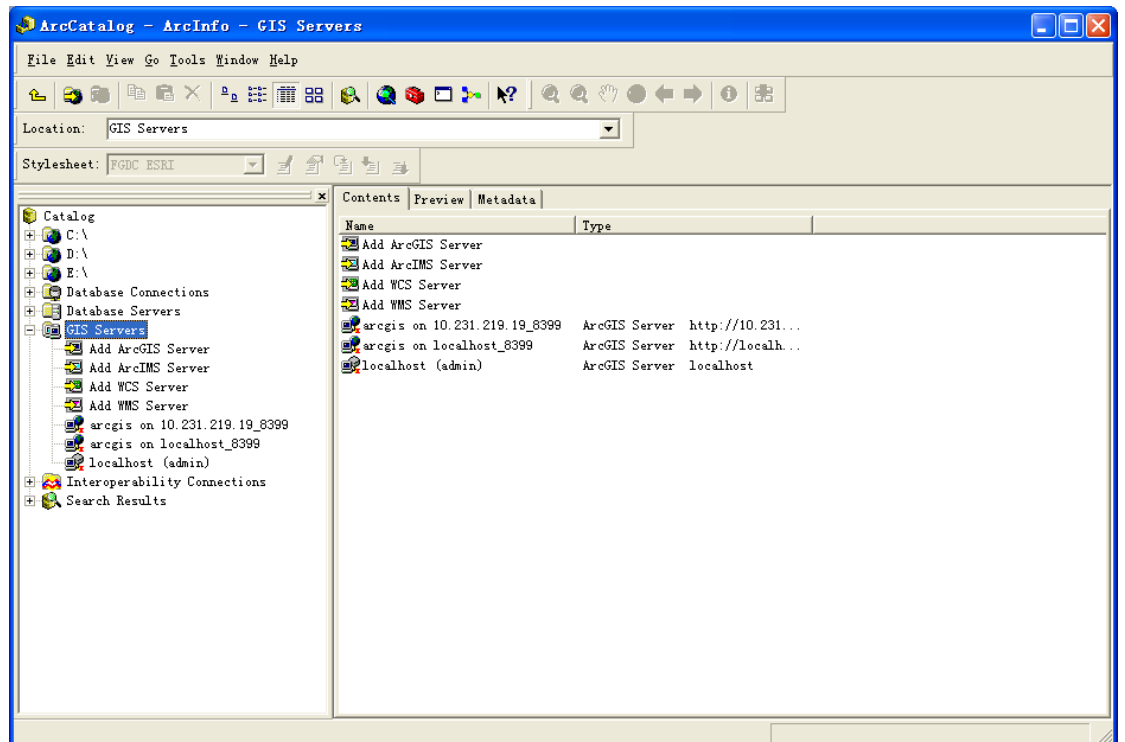 ArcCatalog - ArcInfo - GIS Servers
File Edit View Go Tools Window Help
Location: GIS Servers
Stylesheet: FGDC ESRI
Contents Preview Metadata
Catalog
C:\
D:\
E:\
Database Connections
Database Servers
GIS Servers
Add ArcGIS Server
Add ArcIMS Server
Add WCS Server
Add WMS Server
arcgis on 10.231.219.19_8399
arcgis on localhost_8399
localhost (admin)
Interoperability Connections
Search Results
Name Type
Add ArcGIS Server
Add ArcIMS Server
Add WCS Server
Add WMS Server
arcgis on 10.231.219.19_8399 ArcGIS Server http://10.231...
arcgis on localhost_8399 ArcGIS Server http://localh...
localhost (admin) ArcGIS Server localhost